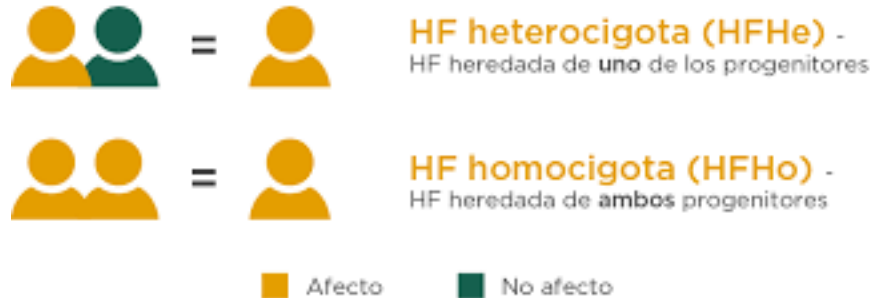 HF heterocigota (HFHe) -
HF heredada de uno de los progenitores
HF homocigota (HFHo) -
HF heredada de ambos progenitores
Afecto
No afecto